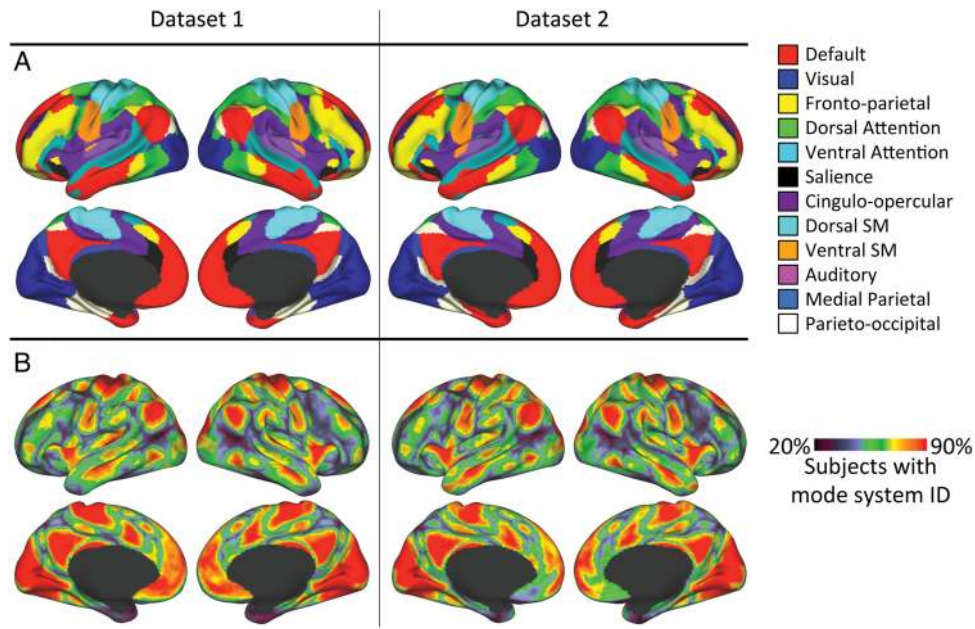 Dataset 1
Dataset 2
A
Default
Visual
Fronto-parietal
Dorsal Attention
Ventral Attention
Salience
Cingulo-opercular
Dorsal SM
Ventral SM
Auditory
Medial Parietal
Parieto-occipital
B
20% 90%
Subjects with
mode system ID